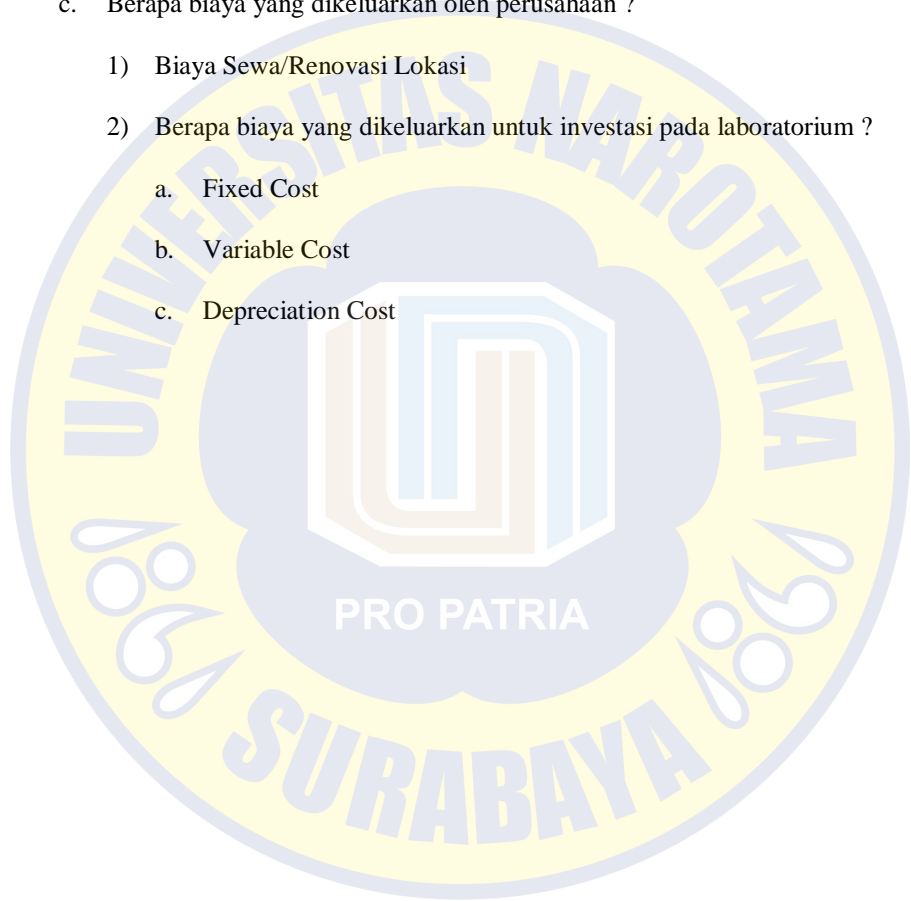 c. Berapa biaya yang dikeluarkan oleh perusahaan ?
1) Biaya Sewa/Renovasi Lokasi
2) Berapa biaya yang dikeluarkan untuk investasi pada laboratorium ?
a. Fixed Cost
b. Variable Cost
c. Depreciation Cost
UNIVERSITAS NAROTAMA
PRO PATRIA
SURABAYA